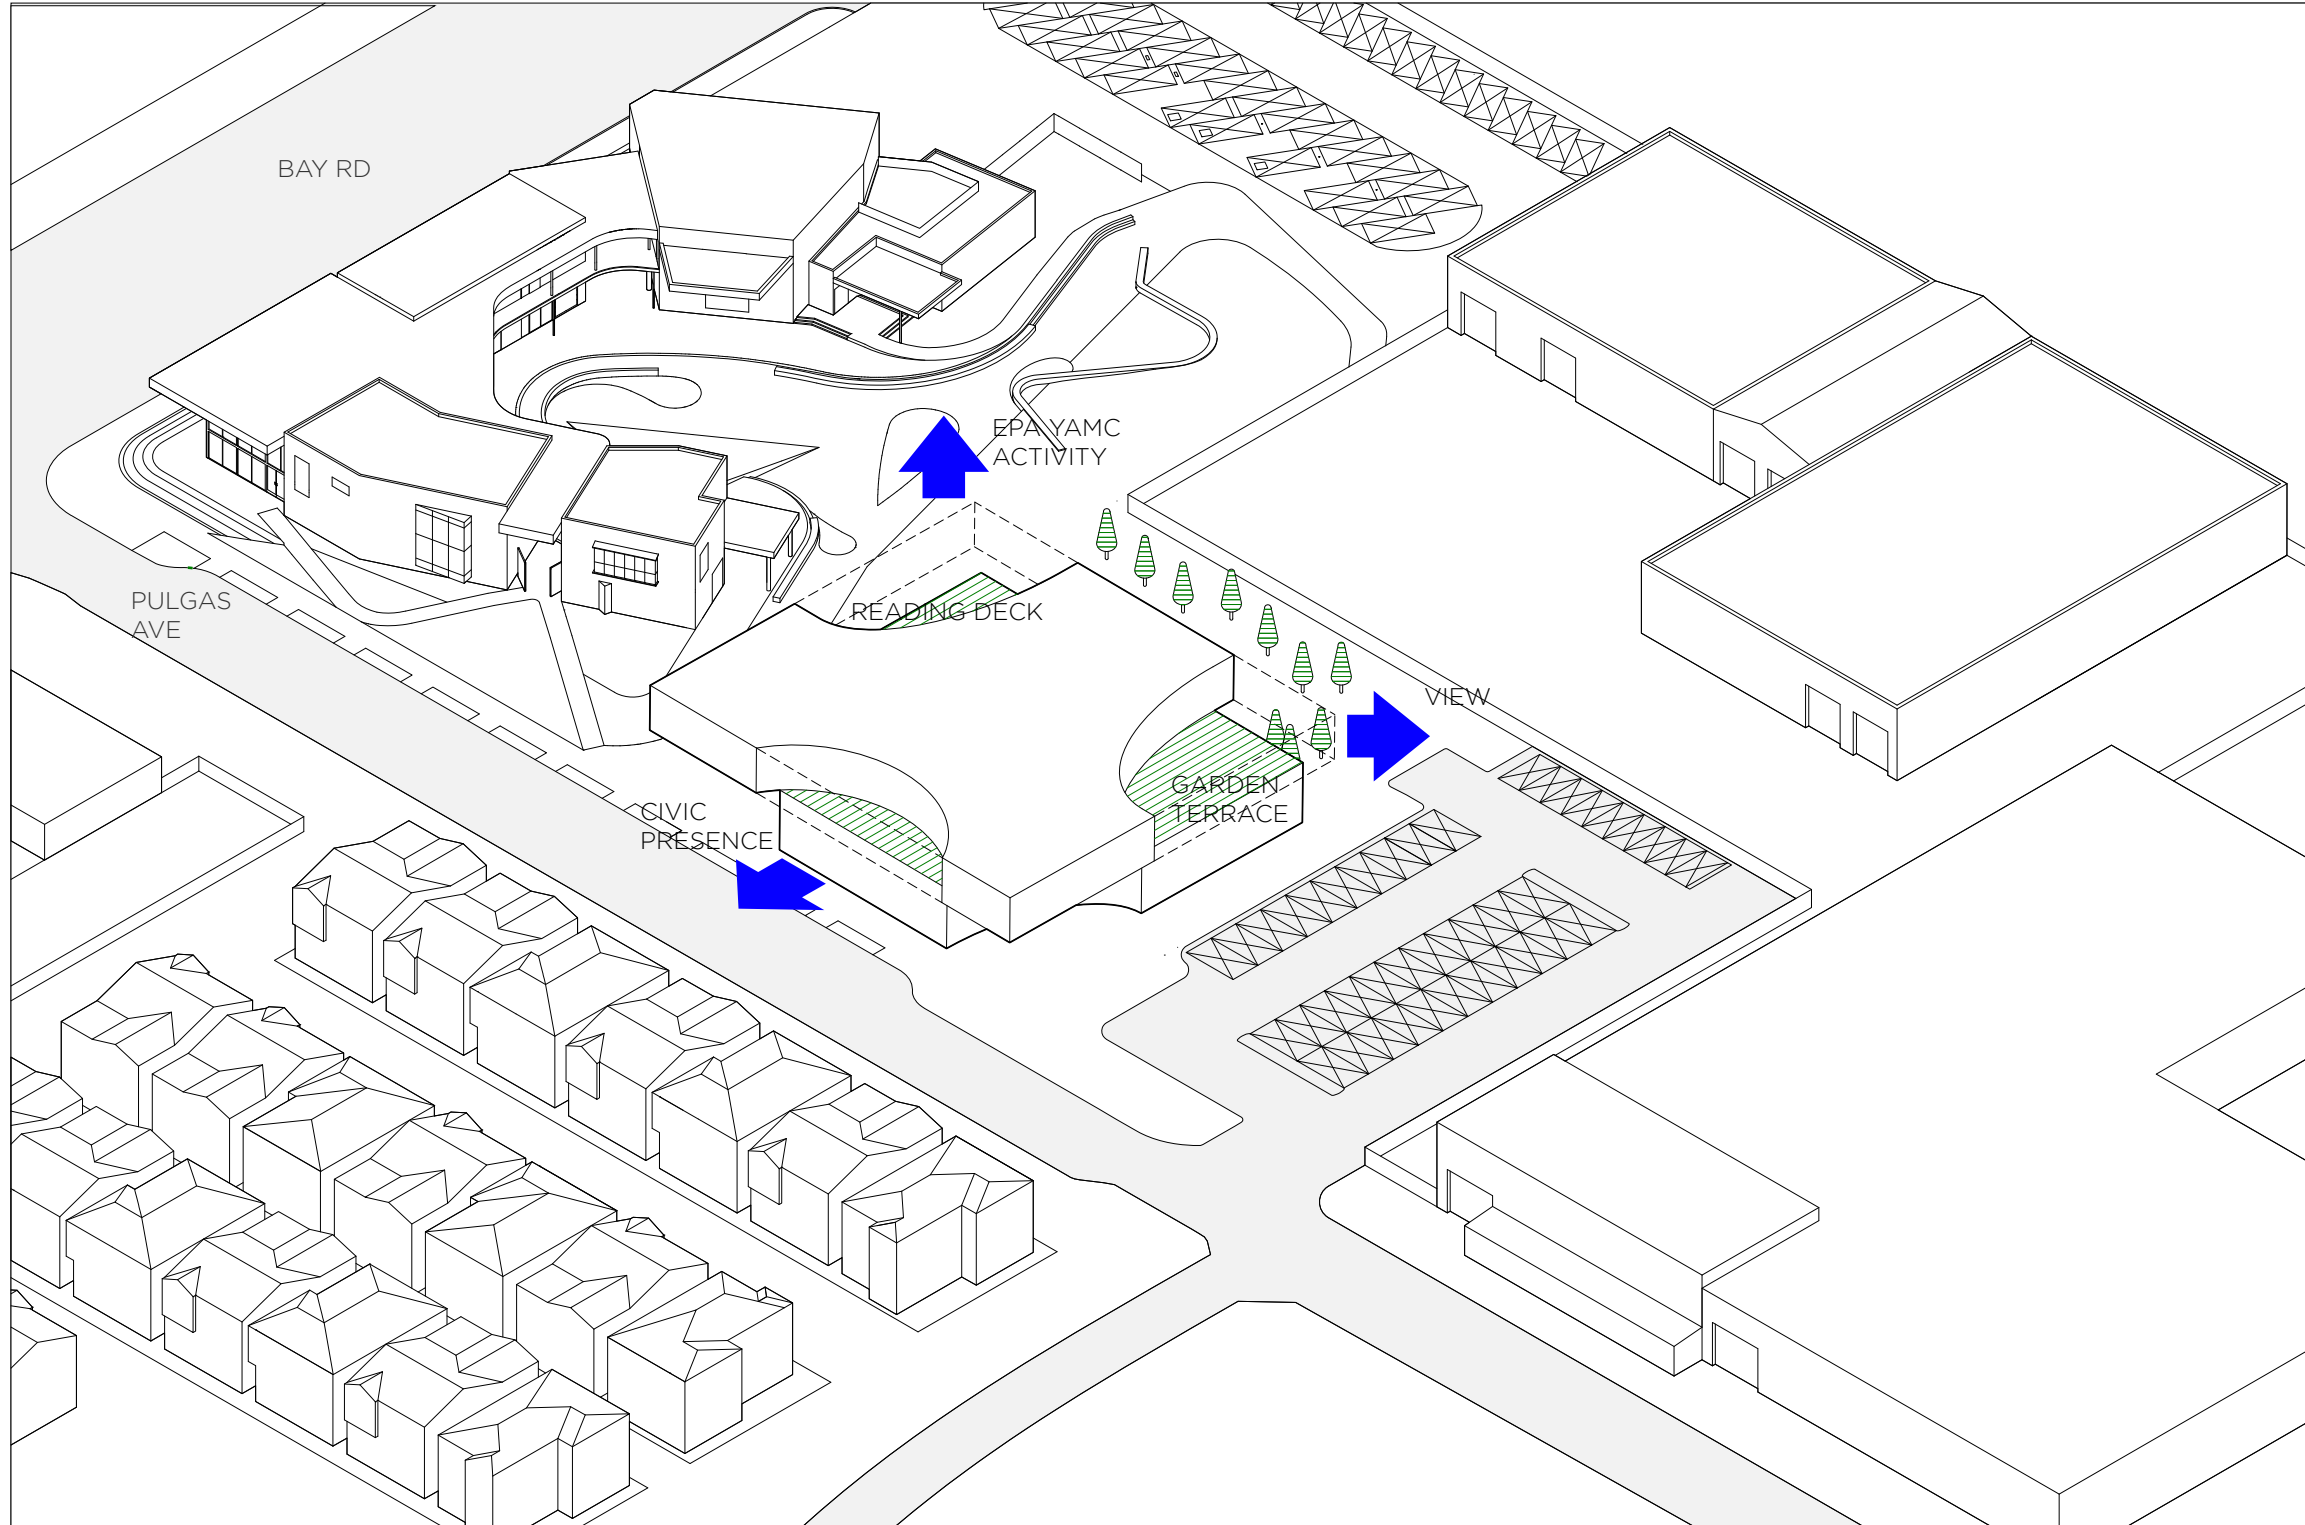 BAY RD
EPA YAMC
ACTIVITY
PULGAS
AVE
READING DECK
VIEW
GARDEN
TERRACE
CIVIC
PRESENCE